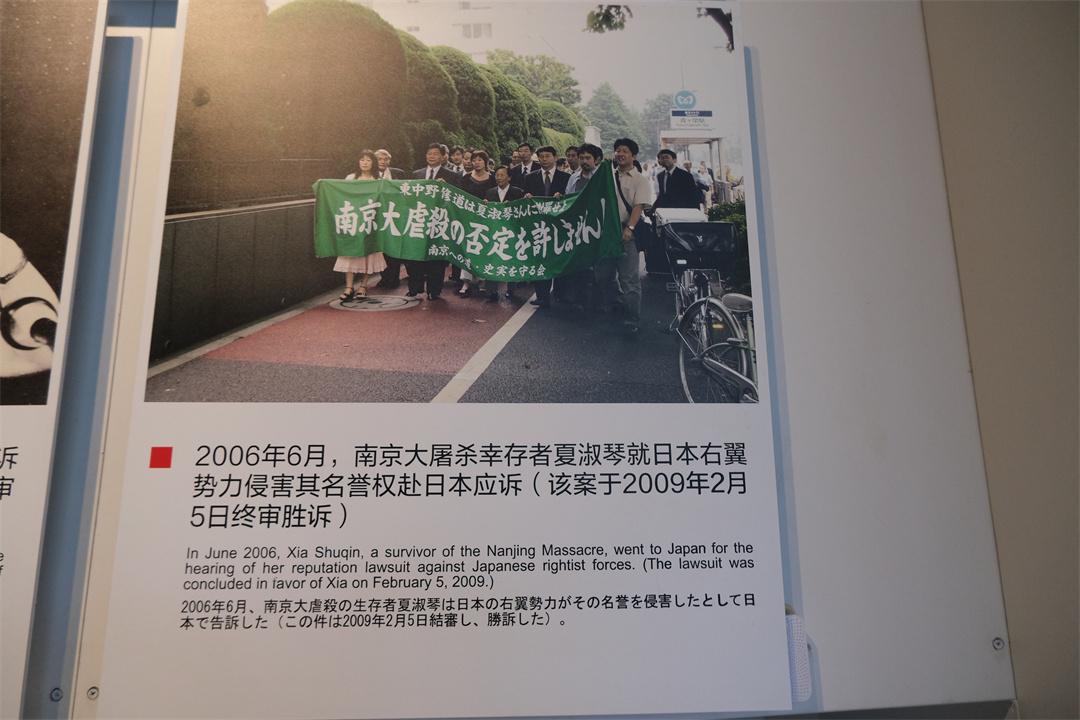 東中野修道は夏淑琴さんに謝罪せよ
南京大虐殺の否定を許しません!
南京への道・史実を守る会
诉
审
2006年6月，南京大屠杀幸存者夏淑琴就日本右翼
势力侵害其名誉权赴日本应诉（该案于2009年2月
5日终审胜诉）
e
f
In June 2006, Xia Shuqin, a survivor of the Nanjing Massacre, went to Japan for the
hearing of her reputation lawsuit against Japanese rightist forces. (The lawsuit was
concluded in favor of Xia on February 5, 2009.)
2006年6月、南京大虐殺の生存者夏淑琴は日本の右翼勢力がその名誉を侵害したとして日
本で告訴した（この件は2009年2月5日結審し、勝訴した）。